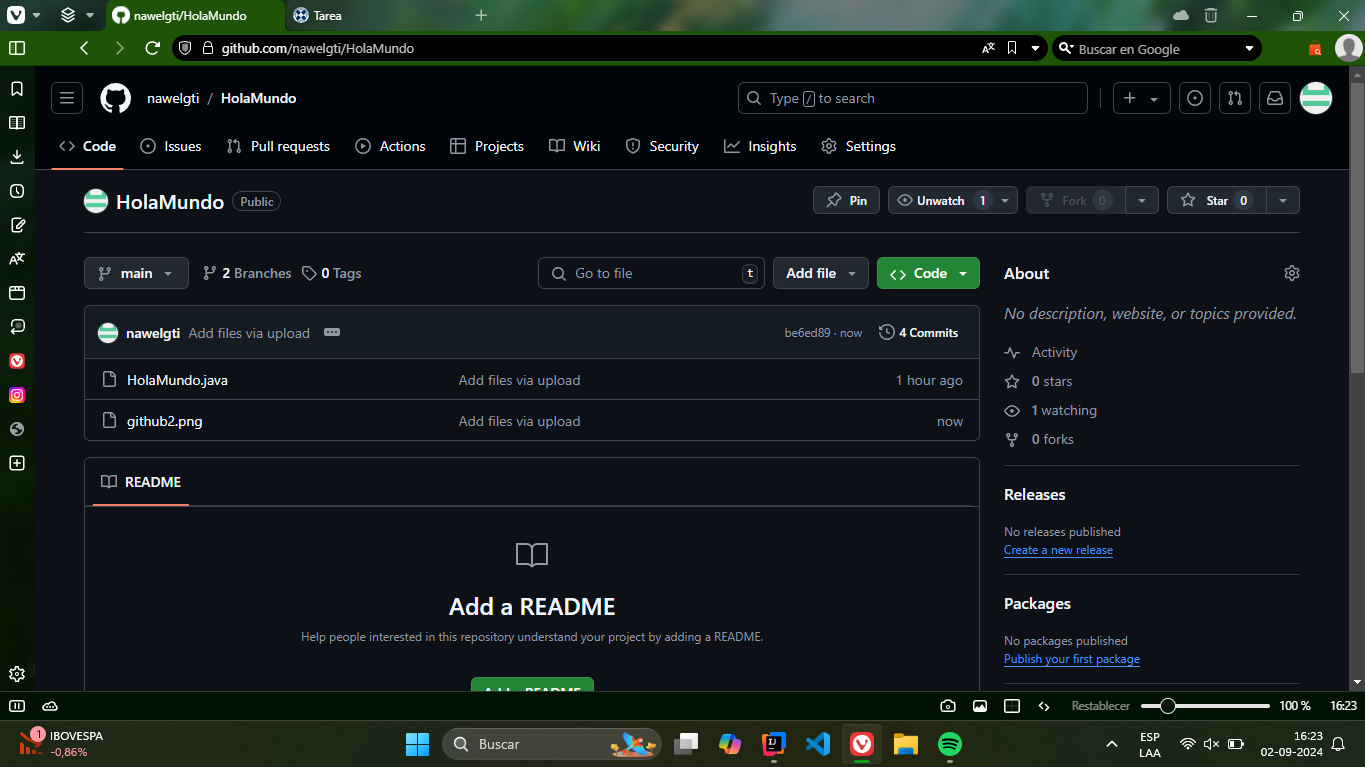 nawelgti/HolaMundo
Tarea
github.com/nawelgti/HolaMundo
Buscar en Google
nawelgti / HolaMundo
Type / to search
Code
Issues
Pull requests
Actions
Projects
Wiki
Security
Insights
Settings
HolaMundo Public
Pin
Unwatch 1
Fork 0
Star 0
main
2 Branches
0 Tags
Go to file t
Add file
Code
About
No description, website, or topics provided.
nawelgti Add files via upload
be6ed89 · now
4 Commits
HolaMundo.java Add files via upload 1 hour ago
github2.png Add files via upload now
Activity
0 stars
1 watching
0 forks
README
Add a README
Help people interested in this repository understand your project by adding a README.
Add a README
Releases
No releases published
Create a new release
Packages
No packages published
Publish your first package
Restablecer 100 % 16:23
1
IBOVESPA
-0,86%
Buscar
ESP
LAA
16:23
02-09-2024